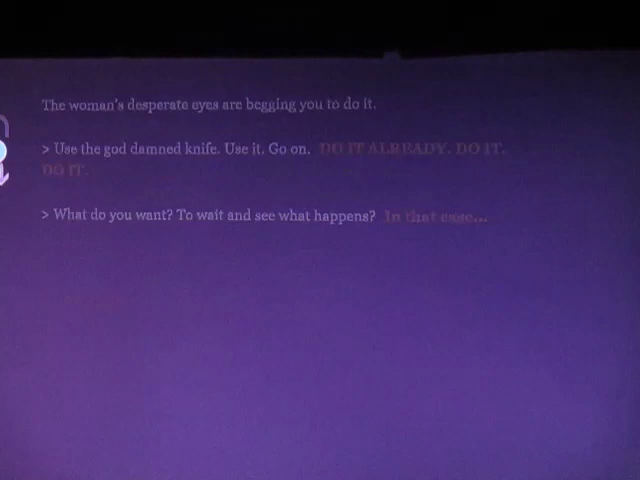 The woman's desperate eyes are begging you to do it.
> Use the god damned knife. Use it. Go on. DO IT ALREADY. DO IT.
DO IT.
> What do you want? To wait and see what happens? In that case...